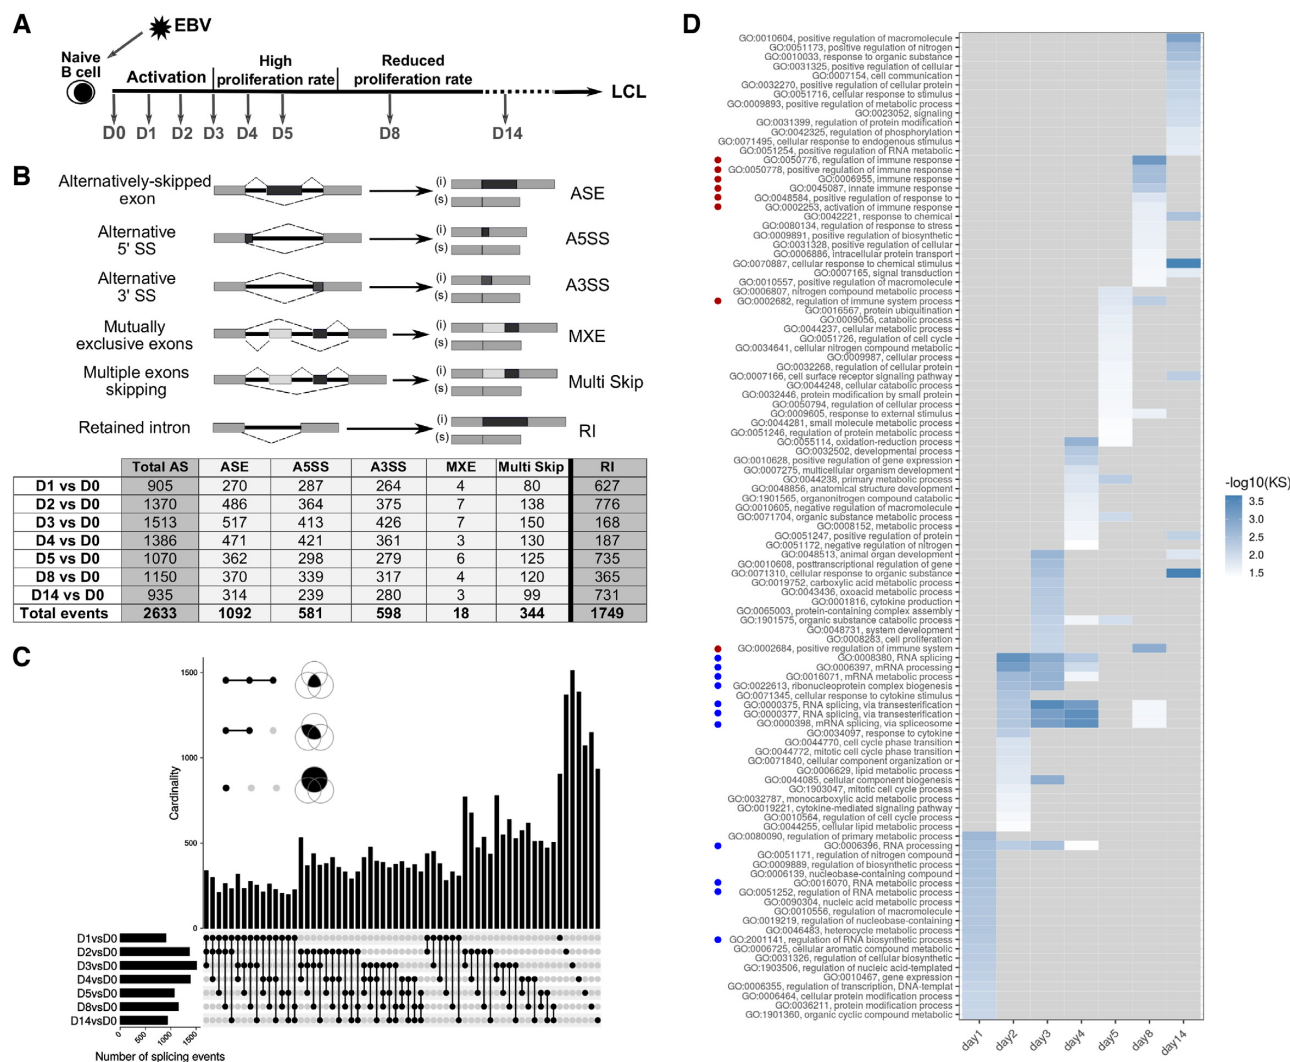 A
EBV
Naive
B cell
Activation
High
proliferation rate
Reduced
proliferation rate
LCL
D0 D1 D2 D3 D4 D5 D8 D14
B
Alternatively-skipped
exon
(i)
(s)
ASE
Alternative
5' SS
(i)
(s)
A5SS
Alternative
3' SS
(i)
(s)
A3SS
Mutually
exclusive exons
(i)
(s)
MXE
Multiple exons
skipping
(i)
(s)
Multi Skip
Retained intron
(i)
(s)
RI
Total AS ASE A5SS A3SS MXE Multi Skip RI
D1 vs D0 905 270 287 264 4 80 627
D2 vs D0 1370 486 364 375 7 138 776
D3 vs D0 1513 517 413 426 7 150 168
D4 vs D0 1386 471 421 361 3 130 187
D5 vs D0 1070 362 298 279 6 125 735
D8 vs D0 1150 370 339 317 4 120 365
D14 vs D0 935 314 239 280 3 99 731
Total events 2633 1092 581 598 18 344 1749
C
Cardinality
1500
1000
500
0
D1vsD0
D2vsD0
D3vsD0
D4vsD0
D5vsD0
D8vsD0
D14vsD0
0 500 1000 1500
Number of splicing events
D
GO:0010604, positive regulation of macromolecule
GO:0051173, positive regulation of nitrogen
GO:0010033, response to organic substance
GO:0031325, positive regulation of cellular
GO:0007154, cell communication
GO:0032270, positive regulation of cellular protein
GO:0051716, cellular response to stimulus
GO:0009893, positive regulation of metabolic process
GO:0023052, signaling
GO:0031399, regulation of protein modification
GO:0042325, regulation of phosphorylation
GO:0071495, cellular response to endogenous stimulus
GO:0051254, positive regulation of RNA metabolic
GO:0050776, regulation of immune response
GO:0050778, positive regulation of immune response
GO:0006955, immune response
GO:0045087, innate immune response
GO:0048584, positive regulation of response to
GO:0002253, activation of immune response
GO:0042221, response to chemical
GO:0080134, regulation of response to stress
GO:0009891, positive regulation of biosynthetic
GO:0031328, positive regulation of cellular
GO:0006886, intracellular protein transport
GO:0070887, cellular response to chemical stimulus
GO:0007165, signal transduction
GO:0010557, positive regulation of macromolecule
GO:0006807, nitrogen compound metabolic process
GO:0002682, regulation of immune system process
GO:0016567, protein ubiquitination
GO:0009056, catabolic process
GO:0044237, cellular metabolic process
GO:0051726, regulation of cell cycle
GO:0034641, cellular nitrogen compound metabolic
GO:0009987, cellular process
GO:0032268, regulation of cellular protein
GO:0007166, cell surface receptor signaling pathway
GO:0044248, cellular catabolic process
GO:0032446, protein modification by small protein
GO:0050794, regulation of cellular process
GO:0009605, response to external stimulus
GO:0044281, small molecule metabolic process
GO:0051246, regulation of protein metabolic process
GO:0055114, oxidation-reduction process
GO:0032502, developmental process
GO:0010628, positive regulation of gene expression
GO:0007275, multicellular organism development
GO:0044238, primary metabolic process
GO:0048856, anatomical structure development
GO:1901565, organonitrogen compound catabolic
GO:0010605, negative regulation of macromolecule
GO:0071704, organic substance metabolic process
GO:0008152, metabolic process
GO:0051247, positive regulation of protein
GO:0051172, negative regulation of nitrogen
GO:0048513, animal organ development
GO:0010608, posttranscriptional regulation of gene
GO:0071310, cellular response to organic substance
GO:0019752, carboxylic acid metabolic process
GO:0043436, oxoacid metabolic process
GO:0001816, cytokine production
GO:0065003, protein-containing complex assembly
GO:1901575, organic substance catabolic process
GO:0048731, system development
GO:0008283, cell proliferation
GO:0002684, positive regulation of immune system
GO:0008380, RNA splicing
GO:0006397, mRNA processing
GO:0016071, mRNA metabolic process
GO:0022613, ribonucleoprotein complex biogenesis
GO:0071345, cellular response to cytokine stimulus
GO:0000375, RNA splicing, via transesterification
GO:0000377, RNA splicing, via transesterification
GO:0000398, mRNA splicing, via spliceosome
GO:0034097, response to cytokine
GO:0044770, cell cycle phase transition
GO:0044772, mitotic cell cycle phase transition
GO:0071840, cellular component organization or
GO:0006629, lipid metabolic process
GO:0044085, cellular component biogenesis
GO:1903047, mitotic cell cycle process
GO:0032787, monocarboxylic acid metabolic process
GO:0019221, cytokine-mediated signaling pathway
GO:0010564, regulation of cell cycle process
GO:0044255, cellular lipid metabolic process
GO:0080090, regulation of primary metabolic process
GO:0006396, RNA processing
GO:0051171, regulation of nitrogen compound
GO:0009889, regulation of biosynthetic process
GO:0006139, nucleobase-containing compound
GO:0016070, RNA metabolic process
GO:0051252, regulation of RNA metabolic process
GO:0090304, nucleic acid metabolic process
GO:0010556, regulation of macromolecule
GO:0019219, regulation of nucleobase-containing
GO:0046483, heterocycle metabolic process
GO:2001141, regulation of RNA biosynthetic process
GO:0006725, cellular aromatic compound metabolic
GO:0031326, regulation of cellular biosynthetic
GO:1903506, regulation of nucleic acid-templated
GO:0010467, gene expression
GO:0006355, regulation of transcription, DNA-templat
GO:0006464, cellular protein modification process
GO:0036211, protein modification process
GO:1901360, organic cyclic compound metabolic
day1 day2 day3 day4 day5 day8 day14
-log10(KS)
3.5
3.0
2.5
2.0
1.5